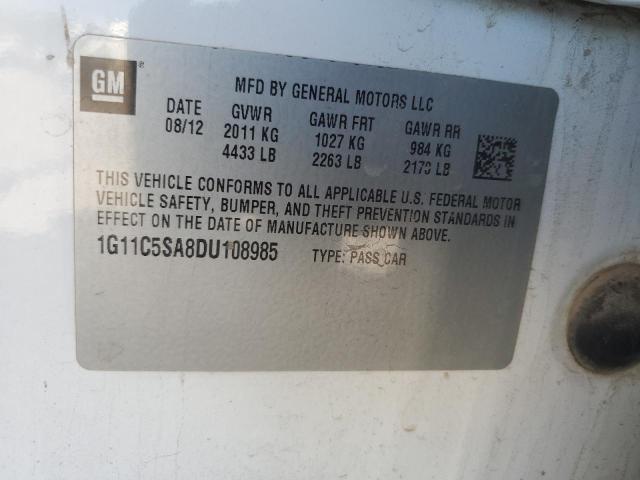 GM ®
MFD BY GENERAL MOTORS LLC
DATE GVWR GAWR FRT GAWR RR
08/12 2011 KG 1027 KG 984 KG
4433 LB 2263 LB 2170 LB
THIS VEHICLE CONFORMS TO ALL APPLICABLE U.S. FEDERAL MOTOR
VEHICLE SAFETY, BUMPER, AND THEFT PREVENTION STANDARDS IN
EFFECT ON THE DATE OF MANUFACTURE SHOWN ABOVE.
1G11C5SA8DU108985 TYPE: PASS CAR